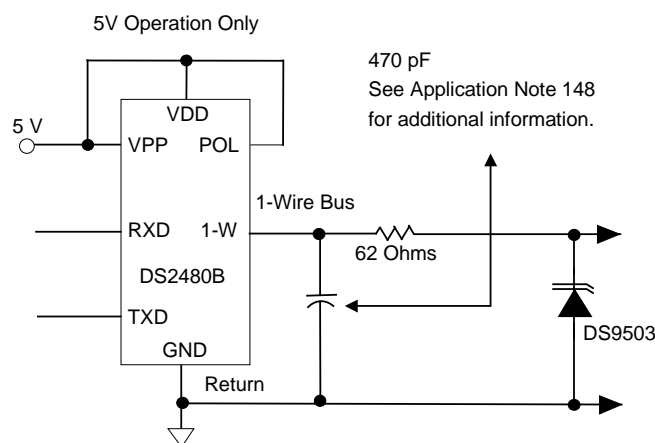 5V Operation Only
470 pF
See Application Note 148
for additional information.
VDD
5 V
VPP
POL
1-Wire Bus
RXD
1-W
62 Ohms
DS2480B
TXD
DS9503
GND
Return